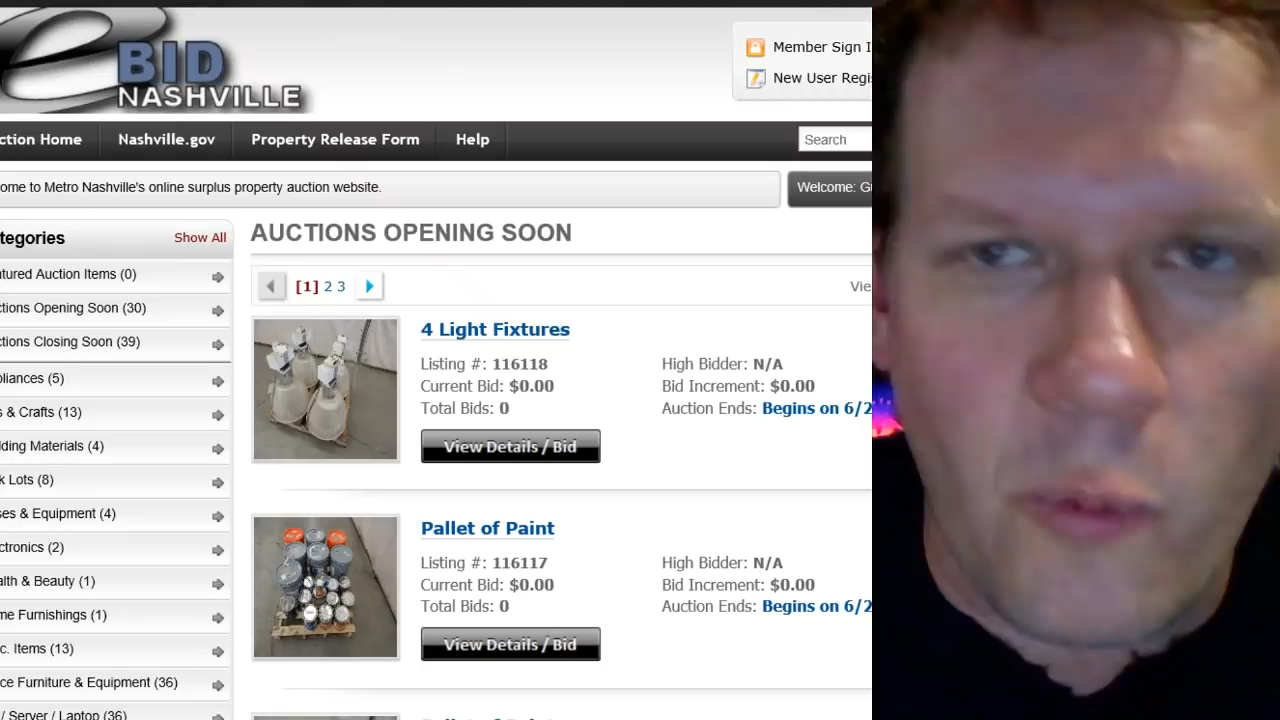 e BID
NASHVILLE
Member Sign I
New User Regi
ction Home Nashville.gov Property Release Form Help
Search
ome to Metro Nashville's online surplus property auction website.
Welcome: G
tegories Show All
tured Auction Items (0)
ctions Opening Soon (30)
ctions Closing Soon (39)
pliances (5)
s & Crafts (13)
lding Materials (4)
k Lots (8)
ses & Equipment (4)
ctronics (2)
alth & Beauty (1)
me Furnishings (1)
c. Items (13)
ce Furniture & Equipment (36)
/ Server / Laptop (36)
AUCTIONS OPENING SOON
[1] 2 3
Vie
4 Light Fixtures
Listing #: 116118 High Bidder: N/A
Current Bid: $0.00 Bid Increment: $0.00
Total Bids: 0 Auction Ends: Begins on 6/2
View Details / Bid
Pallet of Paint
Listing #: 116117 High Bidder: N/A
Current Bid: $0.00 Bid Increment: $0.00
Total Bids: 0 Auction Ends: Begins on 6/2
View Details / Bid